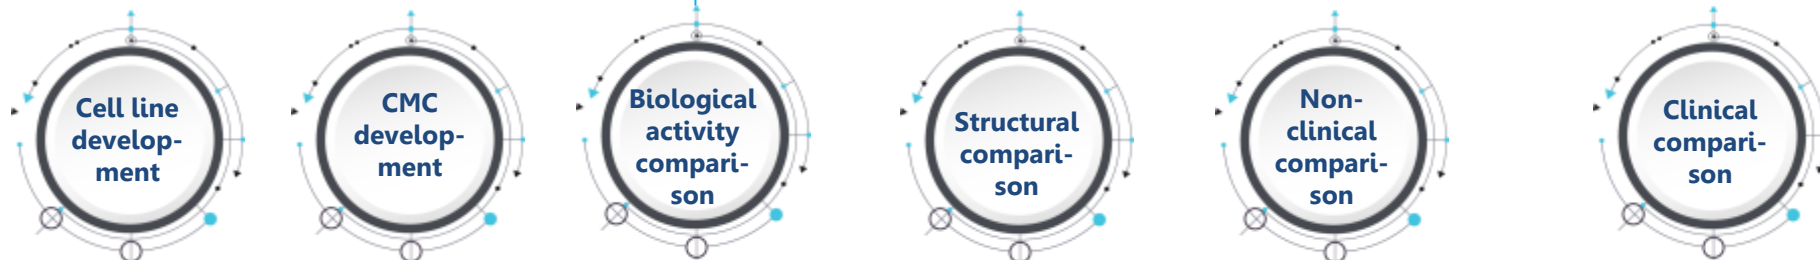 Cell line
develop-
ment
CMC
develop-
ment
Biological
activity
compari-
son
Structural
compari-
son
Non-
clinical
compari-
son
Clinical
compari-
son